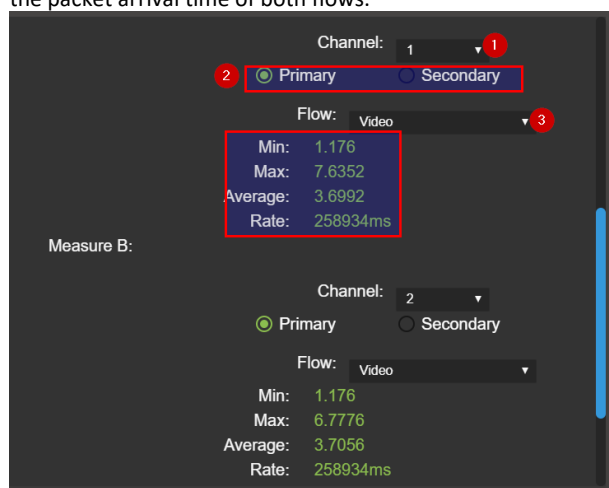 the packet arrival time of both flows.
Channel: 1 1
2 Primary Secondary
Flow: Video 3
Min: 1.176
Max: 7.6352
Average: 3.6992
Rate: 258934ms
Measure B:
Channel: 2
Primary Secondary
Flow: Video
Min: 1.176
Max: 6.7776
Average: 3.7056
Rate: 258934ms